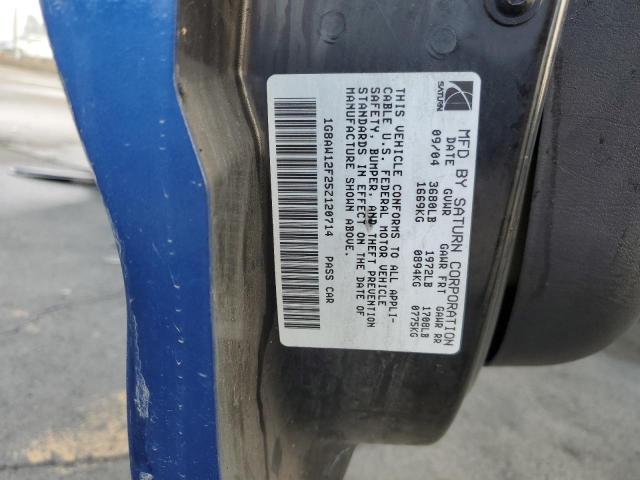 SATURN
MFD BY SATURN CORPORATION
DATE GVWR GAWR FRT GAWR RR
09/04 3680LB 1972LB 1708LB
1669KG 0894KG 0775KG
THIS VEHICLE CONFORMS TO ALL APPLI-
CABLE U.S. FEDERAL MOTOR VEHICLE
SAFETY, BUMPER, AND THEFT PREVENTION
STANDARDS IN EFFECT ON THE DATE OF
MANUFACTURE SHOWN ABOVE.
1G8AW12F25Z120714 PASS CAR